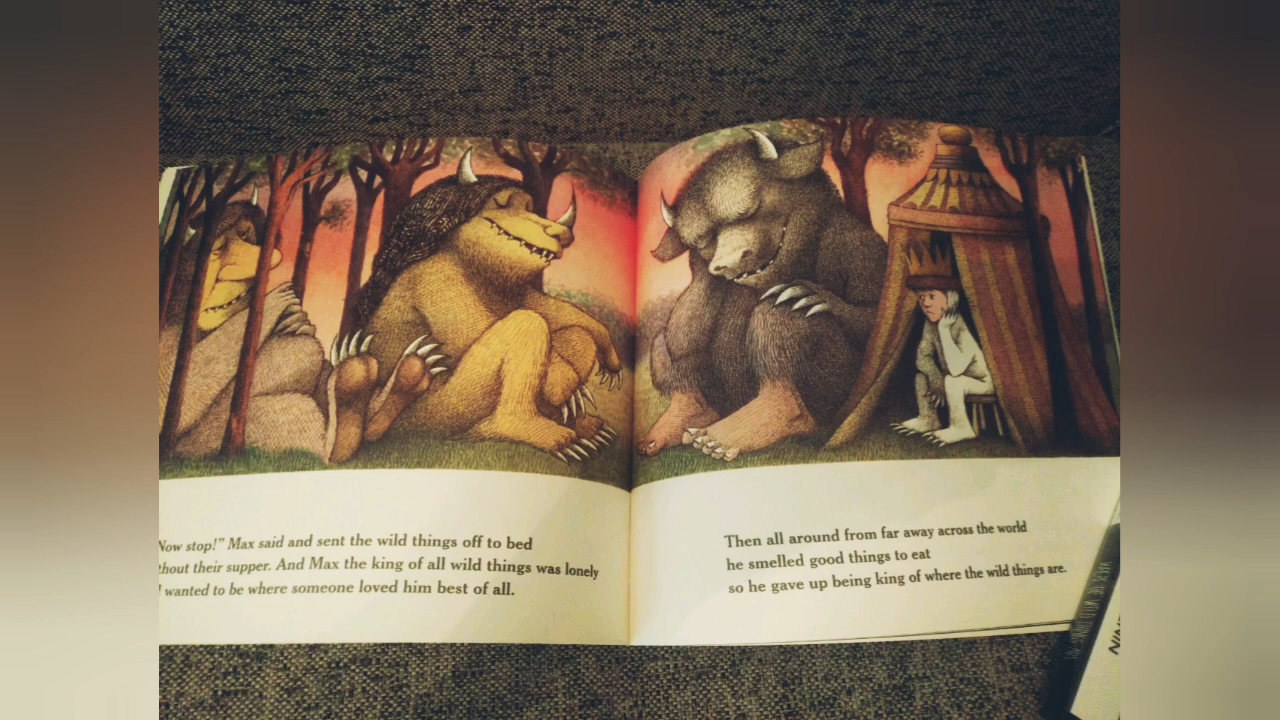 Now stop!" Max said and sent the wild things off to bed
thout their supper. And Max the king of all wild things was lonely
wanted to be where someone loved him best of all.
Then all around from far away across the world
he smelled good things to eat
so he gave up being king of where the wild things are.